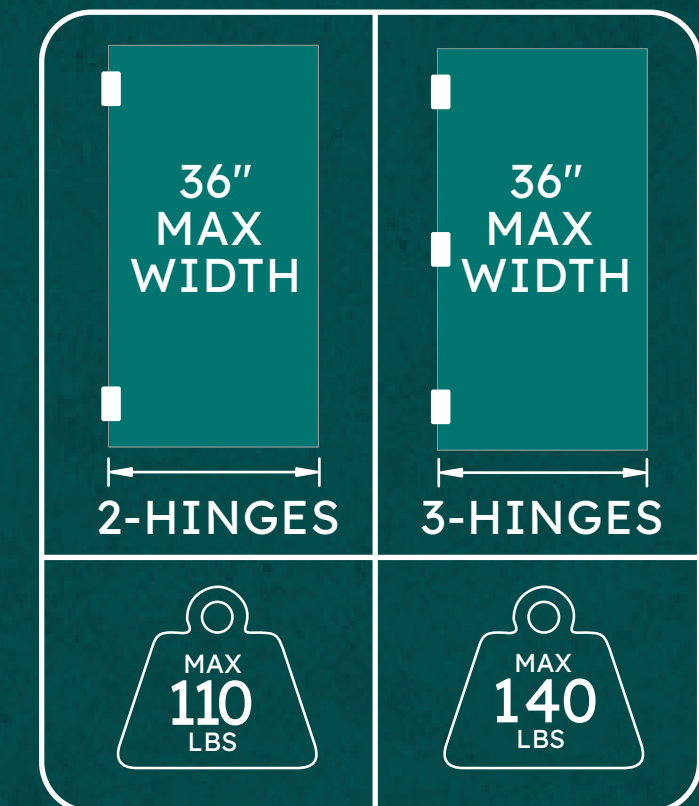 36"
MAX
WIDTH
2-HINGES
36"
MAX
WIDTH
3-HINGES
MAX
110
LBS
MAX
140
LBS